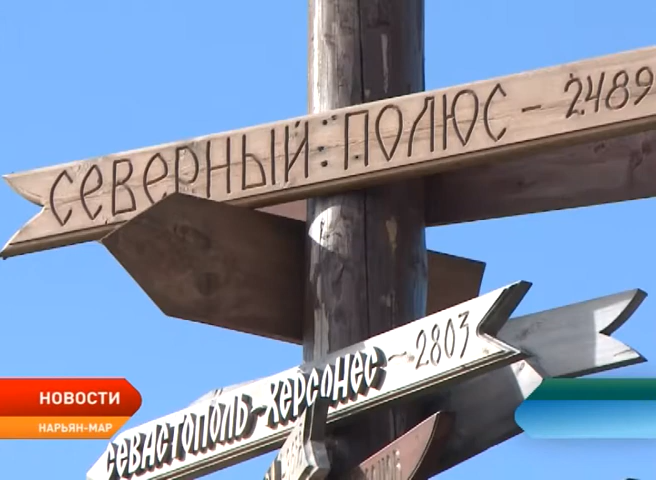 СЕВЕРНЫЙ ПОЛЮС - 2489
СЕВАСТОПОЛЬ-ХЕРСОНЕС - 2803
НОВОСТИ
НАРЬЯН-МАР